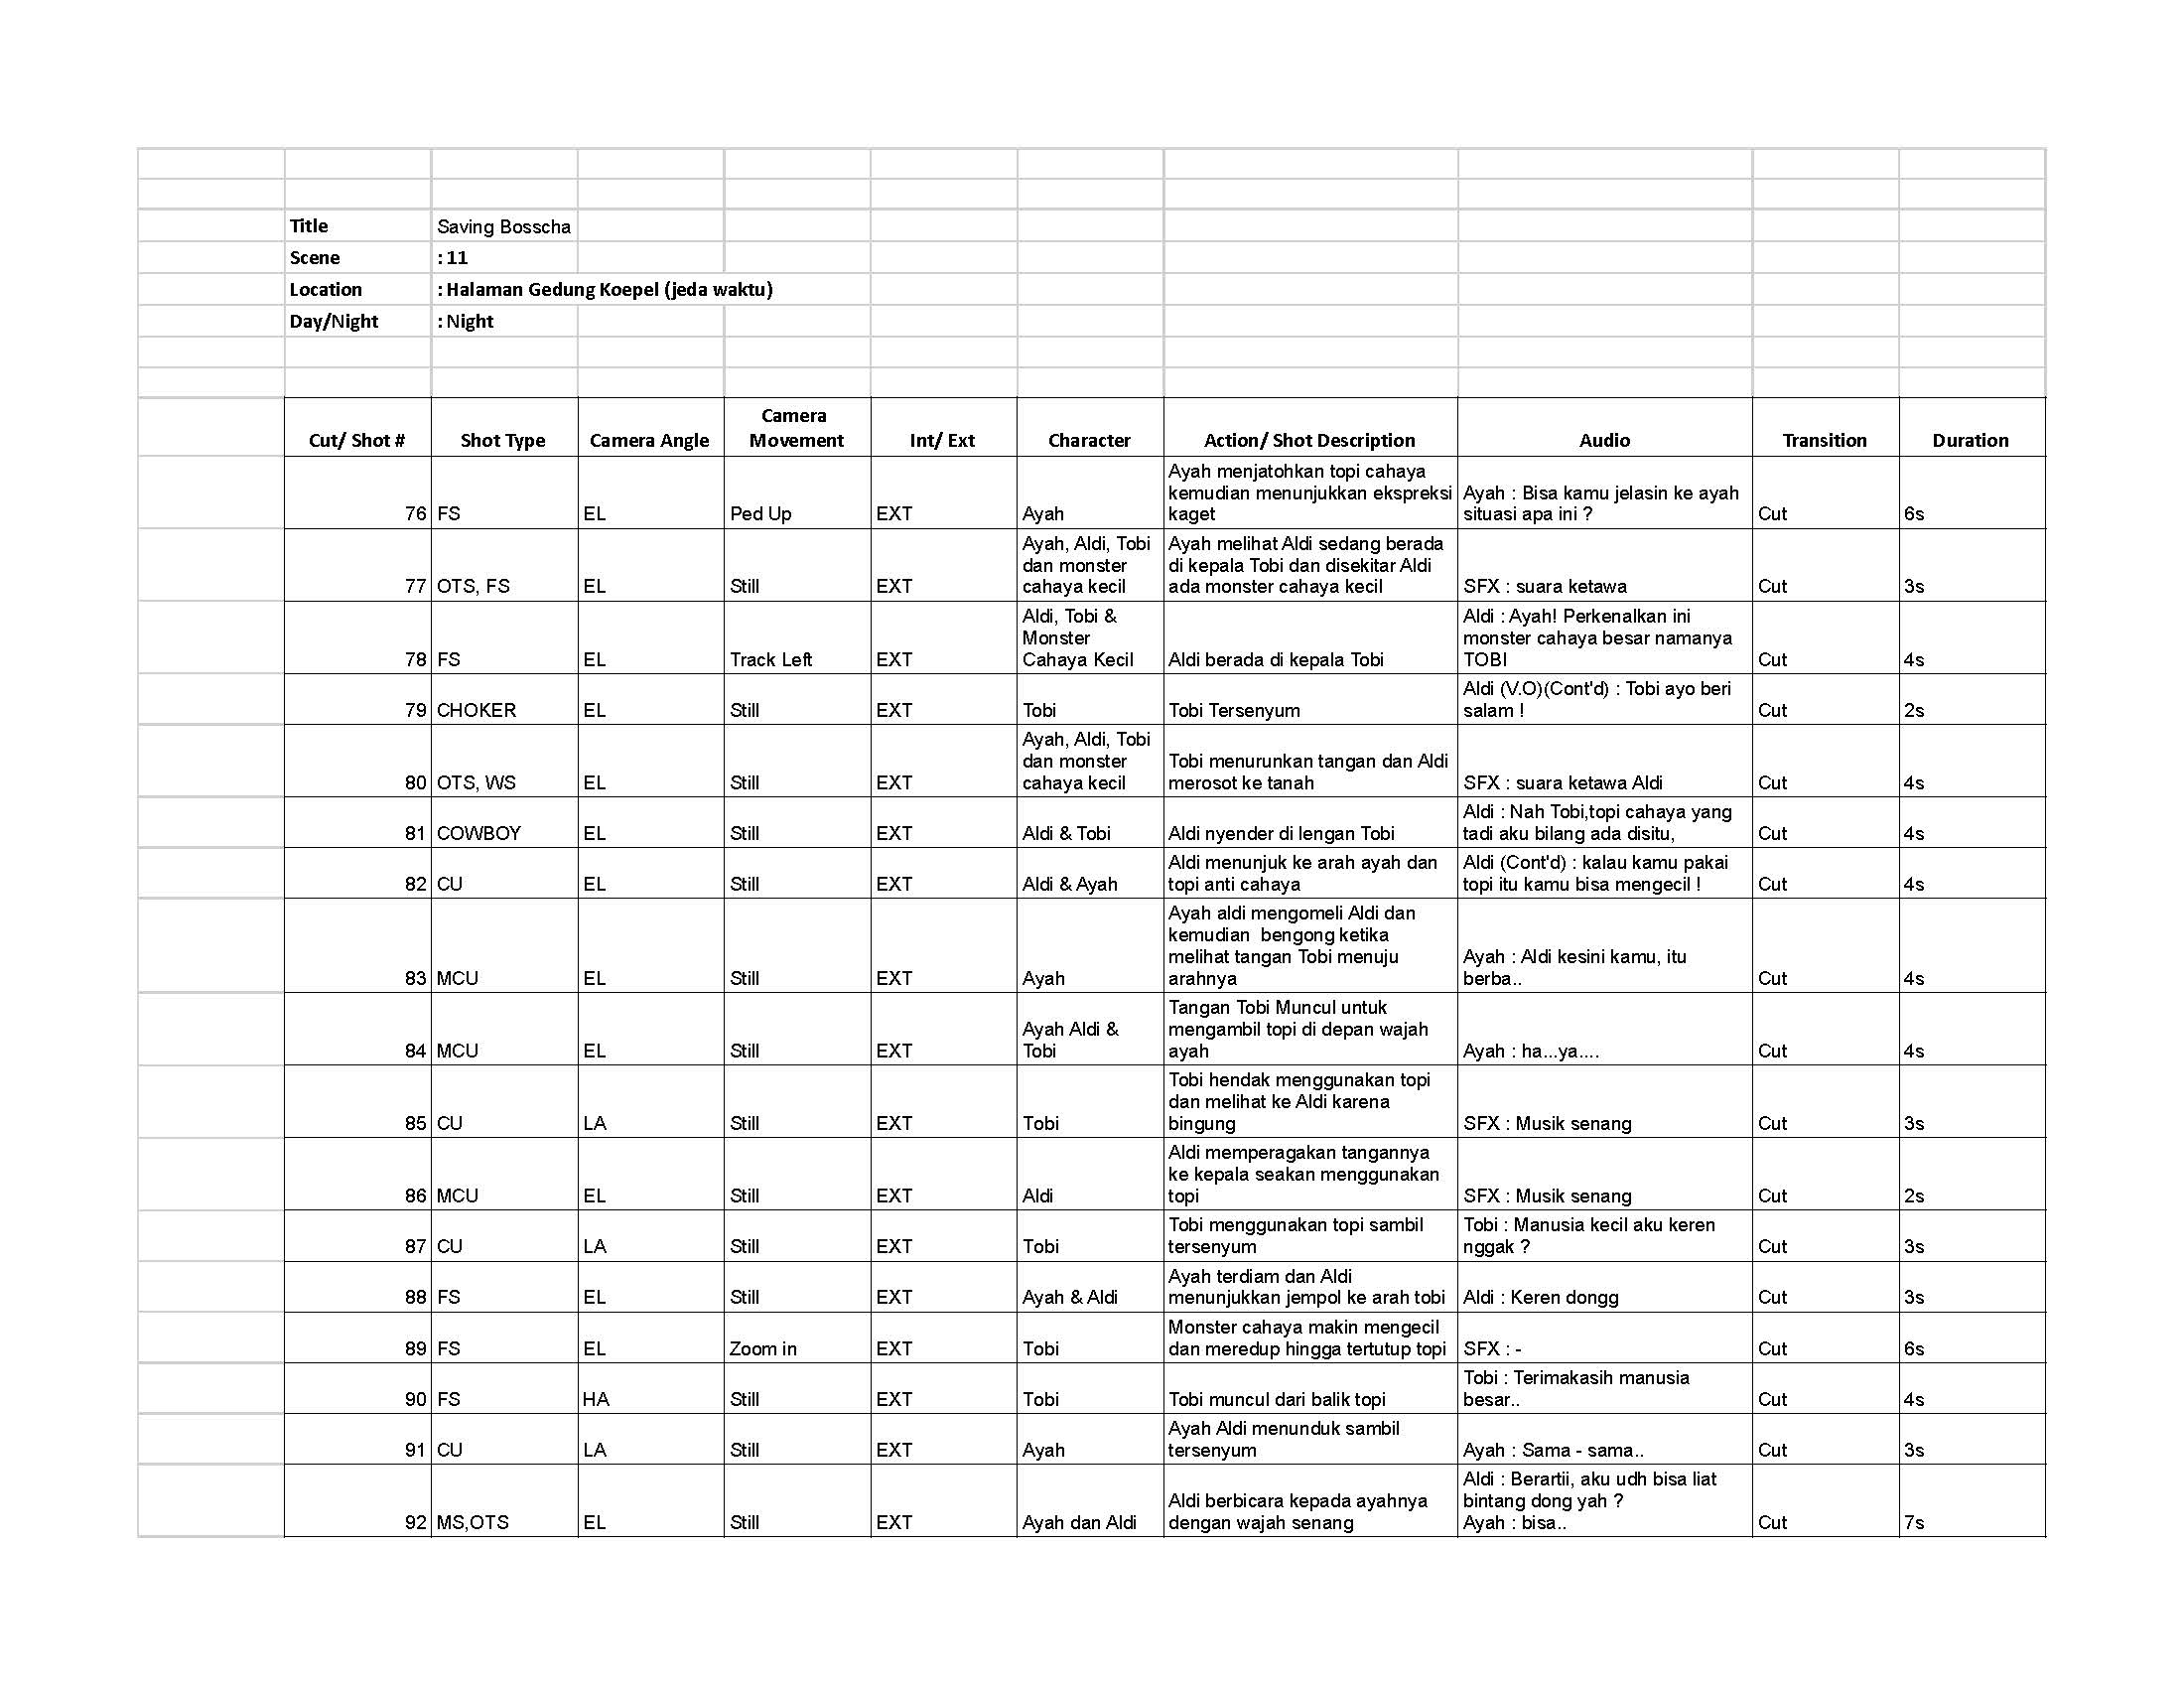 Title Saving Bosscha
Scene : 11
Location : Halaman Gedung Koepel (jeda waktu)
Day/Night : Night
Cut/ Shot # Shot Type Camera Angle Camera Movement Int/ Ext Character Action/ Shot Description Audio Transition Duration
76 FS EL Ped Up EXT Ayah Ayah menjatohkan topi cahaya kemudian menunjukkan ekspreksi kaget Ayah : Bisa kamu jelasin ke ayah situasi apa ini ? Cut 6s
77 OTS, FS EL Still EXT Ayah, Aldi, Tobi dan monster cahaya kecil Ayah melihat Aldi sedang berada di kepala Tobi dan disekitar Aldi ada monster cahaya kecil SFX : suara ketawa Cut 3s
78 FS EL Track Left EXT Aldi, Tobi & Monster Cahaya Kecil Aldi berada di kepala Tobi Aldi : Ayah! Perkenalkan ini monster cahaya besar namanya TOBI Cut 4s
79 CHOKER EL Still EXT Tobi Tobi Tersenyum Aldi (V.O)(Cont'd) : Tobi ayo beri salam ! Cut 2s
80 OTS, WS EL Still EXT Ayah, Aldi, Tobi dan monster cahaya kecil Tobi menurunkan tangan dan Aldi merosot ke tanah SFX : suara ketawa Aldi Cut 4s
81 COWBOY EL Still EXT Aldi & Tobi Aldi nyender di lengan Tobi Aldi : Nah Tobi,topi cahaya yang tadi aku bilang ada disitu, Cut 4s
82 CU EL Still EXT Aldi & Ayah Aldi menunjuk ke arah ayah dan topi anti cahaya Aldi (Cont'd) : kalau kamu pakai topi itu kamu bisa mengecil ! Cut 4s
83 MCU EL Still EXT Ayah Ayah aldi mengomeli Aldi dan kemudian  bengong ketika melihat tangan Tobi menuju arahnya Ayah : Aldi kesini kamu, itu berba.. Cut 4s
84 MCU EL Still EXT Ayah Aldi & Tobi Tangan Tobi Muncul untuk mengambil topi di depan wajah ayah Ayah : ha...ya.... Cut 4s
85 CU LA Still EXT Tobi Tobi hendak menggunakan topi dan melihat ke Aldi karena bingung SFX : Musik senang Cut 3s
86 MCU EL Still EXT Aldi Aldi memperagakan tangannya ke kepala seakan menggunakan topi SFX : Musik senang Cut 2s
87 CU LA Still EXT Tobi Tobi menggunakan topi sambil tersenyum Tobi : Manusia kecil aku keren nggak ? Cut 3s
88 FS EL Still EXT Ayah & Aldi Ayah terdiam dan Aldi menunjukkan jempol ke arah tobi Aldi : Keren dongg Cut 3s
89 FS EL Zoom in EXT Tobi Monster cahaya makin mengecil dan meredup hingga tertutup topi SFX : - Cut 6s
90 FS HA Still EXT Tobi Tobi muncul dari balik topi Tobi : Terimakasih manusia besar.. Cut 4s
91 CU LA Still EXT Ayah Ayah Aldi menunduk sambil tersenyum Ayah : Sama - sama.. Cut 3s
92 MS,OTS EL Still EXT Ayah dan Aldi Aldi berbicara kepada ayahnya dengan wajah senang Aldi : Berartii, aku udh bisa liat bintang dong yah ? Ayah : bisa.. Cut 7s